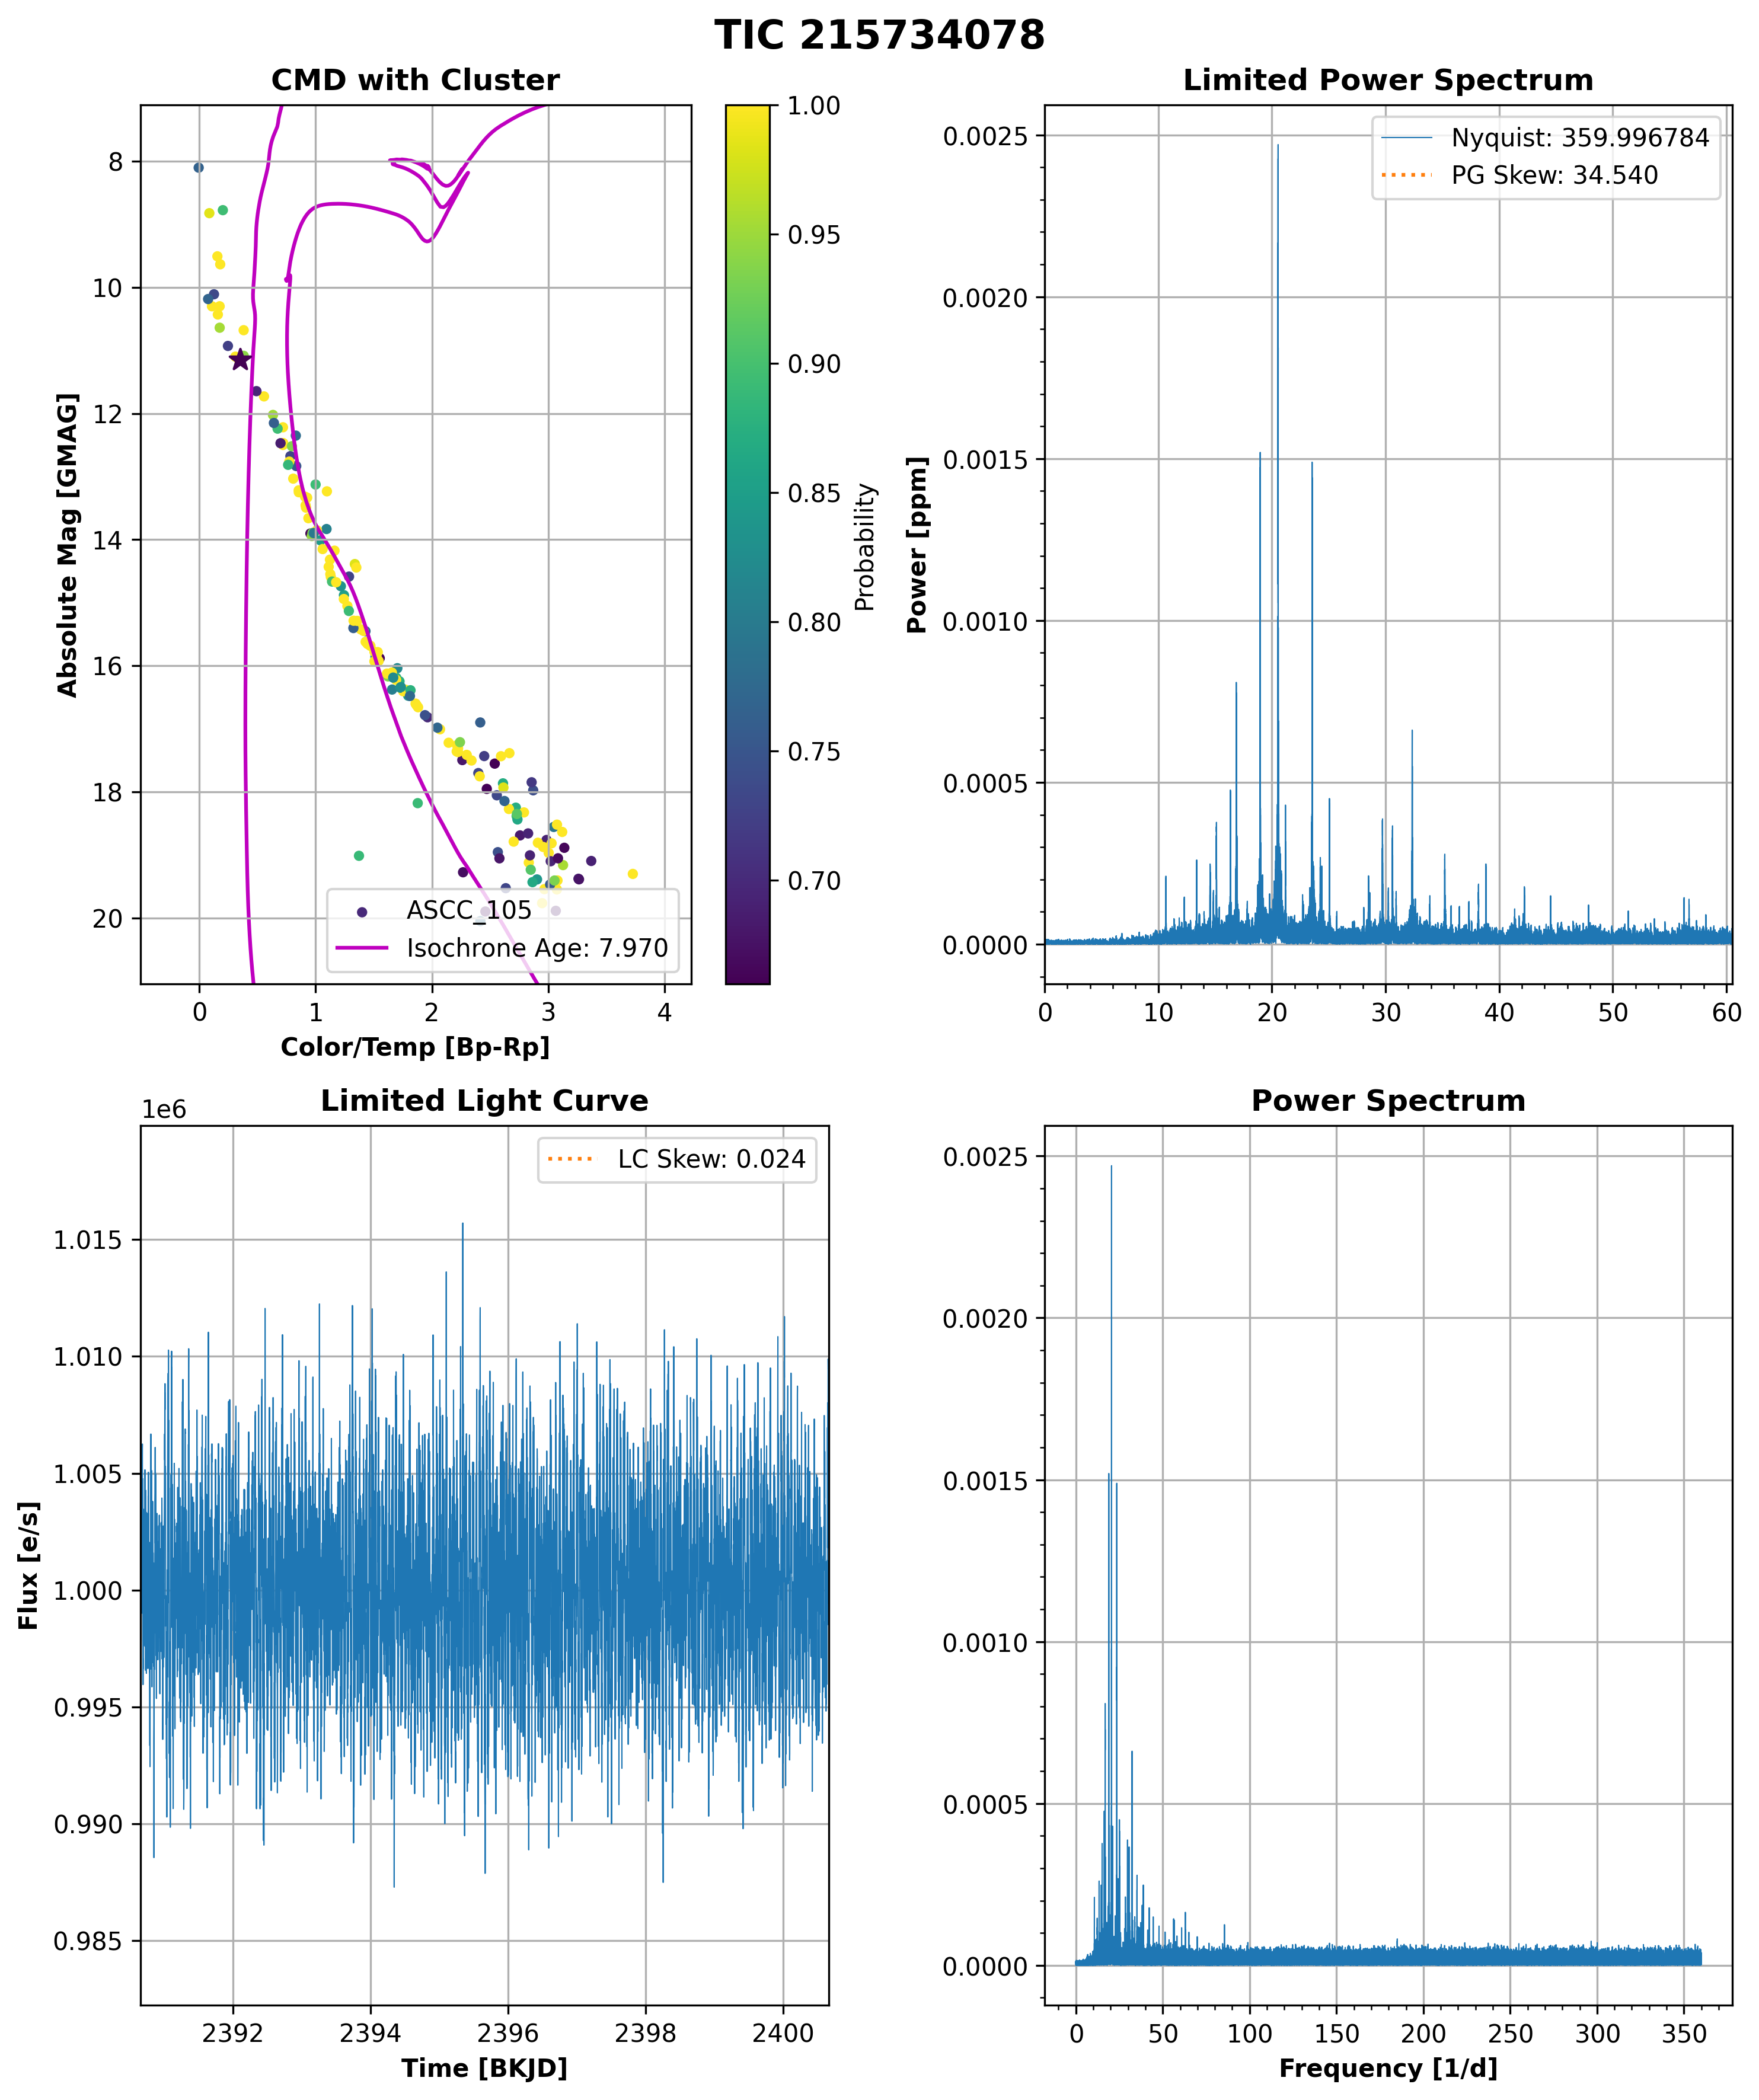 TIC 215734078
CMD with Cluster
8
10
12
14
16
18
20
0 1 2 3 4
Absolute Mag [GMAG]
Color/Temp [Bp-Rp]
ASCC_105
Isochrone Age: 7.970
1.00
0.95
0.90
0.85
0.80
0.75
0.70
Probability
Limited Power Spectrum
0.0025
0.0020
0.0015
0.0010
0.0005
0.0000
0 10 20 30 40 50 60
Power [ppm]
Nyquist: 359.996784
PG Skew: 34.540
Limited Light Curve
1e6
1.015
1.010
1.005
1.000
0.995
0.990
0.985
2392 2394 2396 2398 2400
Flux [e/s]
Time [BKJD]
LC Skew: 0.024
Power Spectrum
0.0025
0.0020
0.0015
0.0010
0.0005
0.0000
0 50 100 150 200 250 300 350
Frequency [1/d]